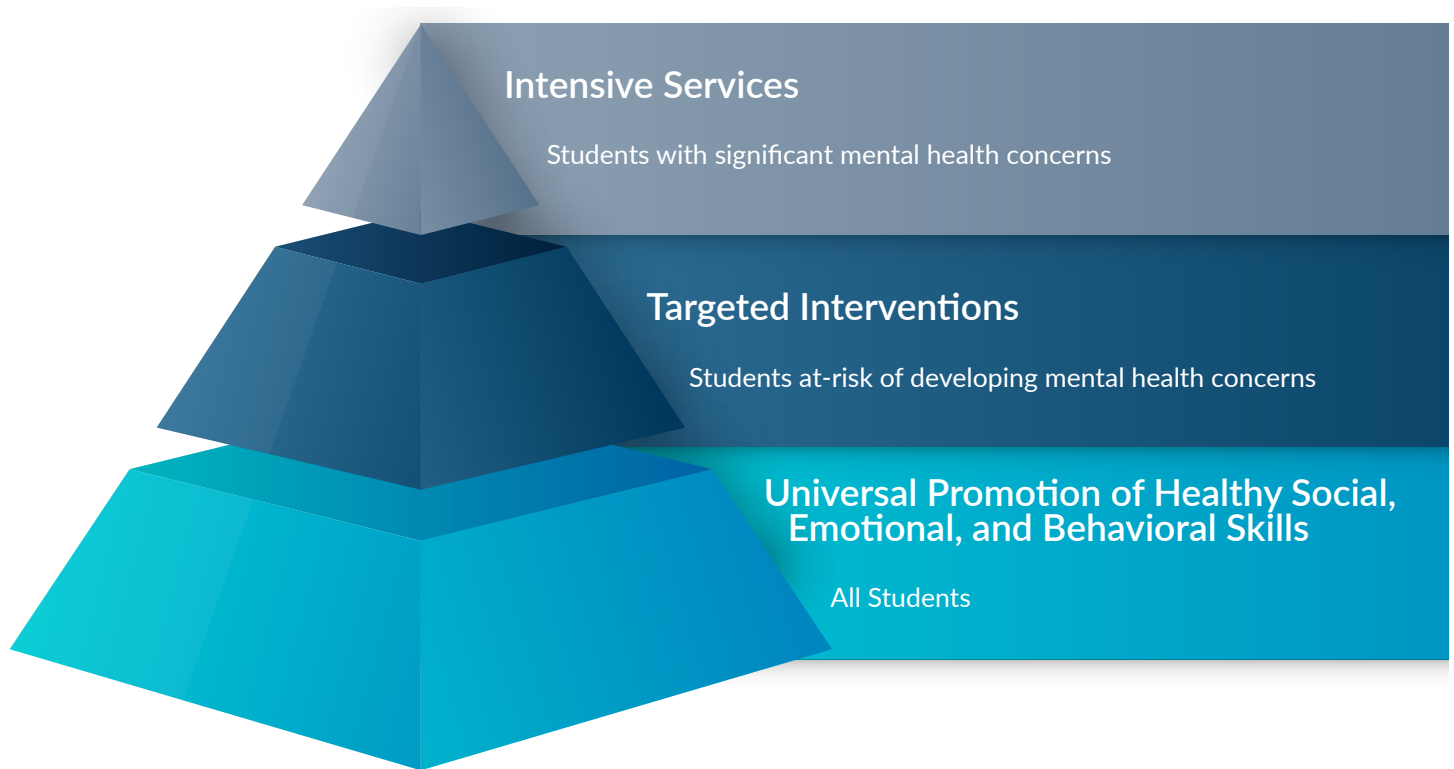 Intensive Services
Students with significant mental health concerns
Targeted Interventions
Students at-risk of developing mental health concerns
Universal Promotion of Healthy Social,
Emotional, and Behavioral Skills
All Students